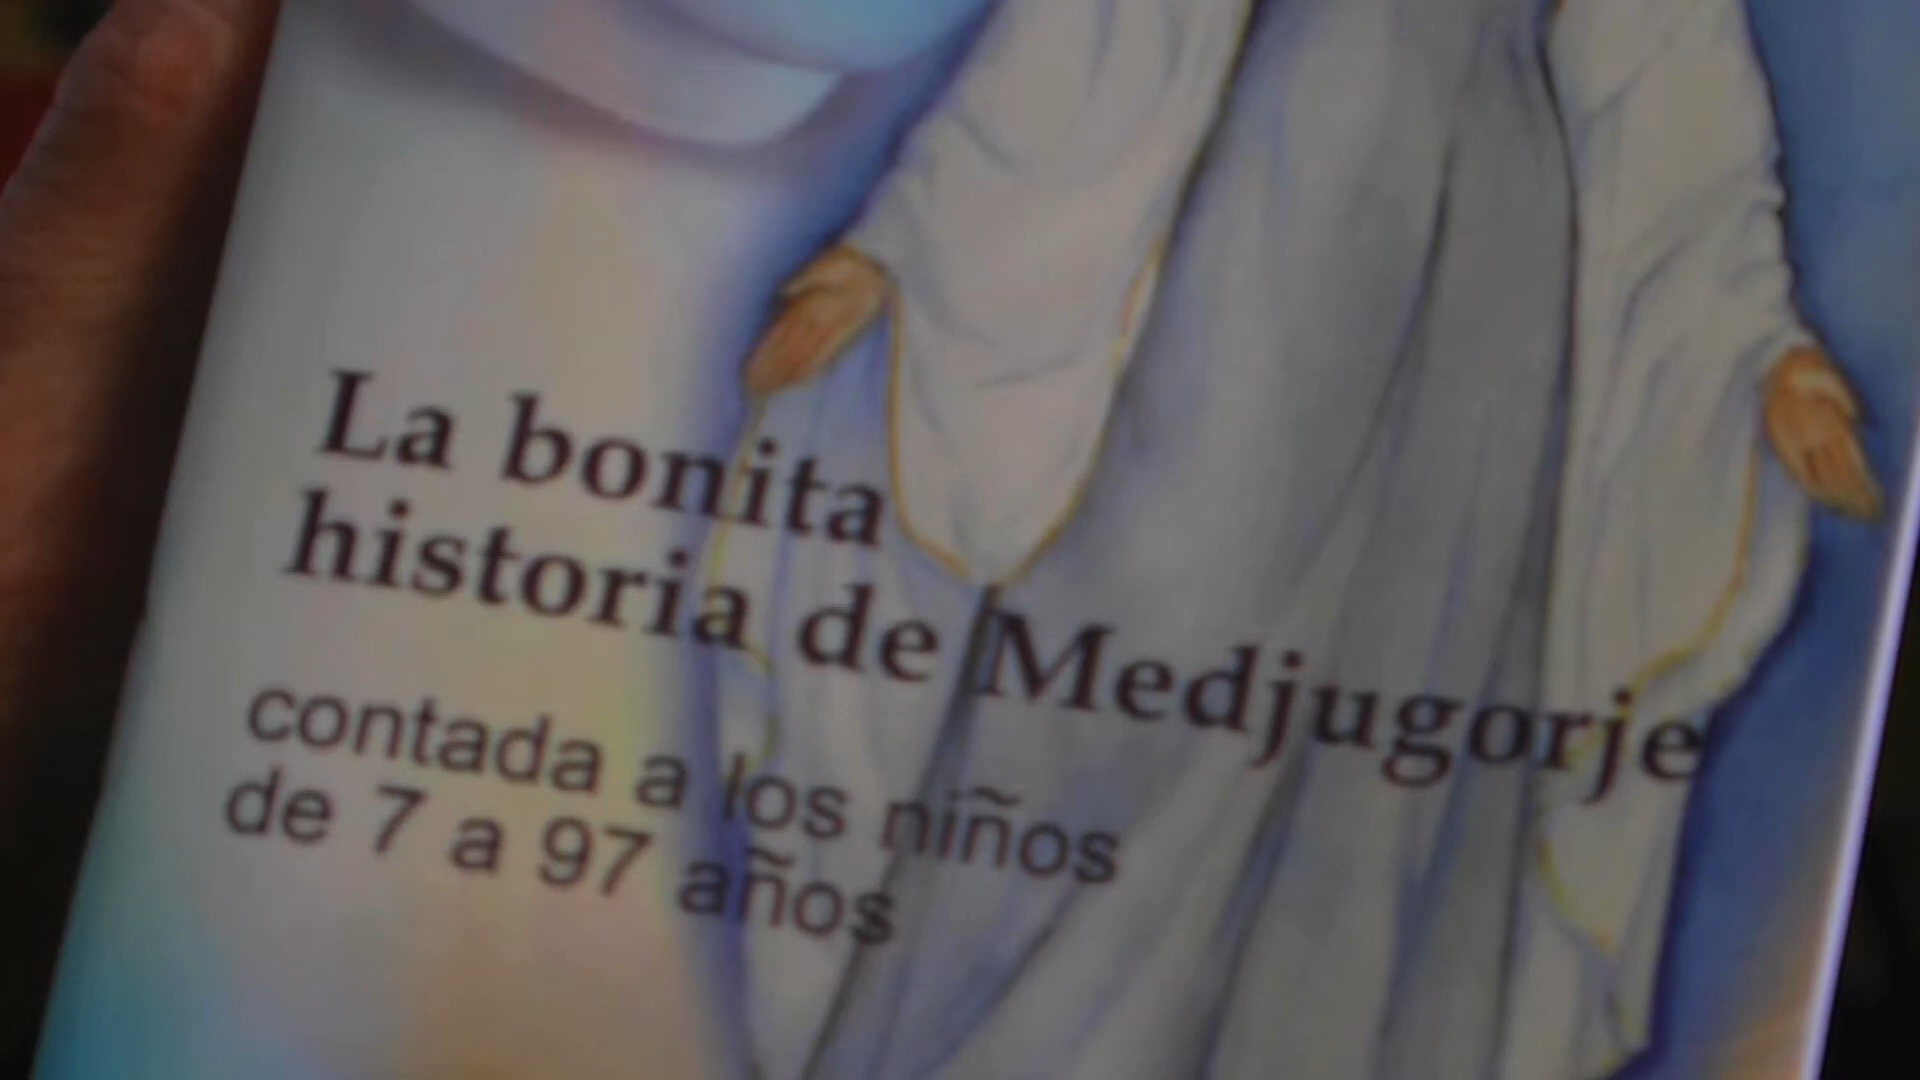 La bonita
historia de Medjugorje
contada a los niños
de 7 a 97 años